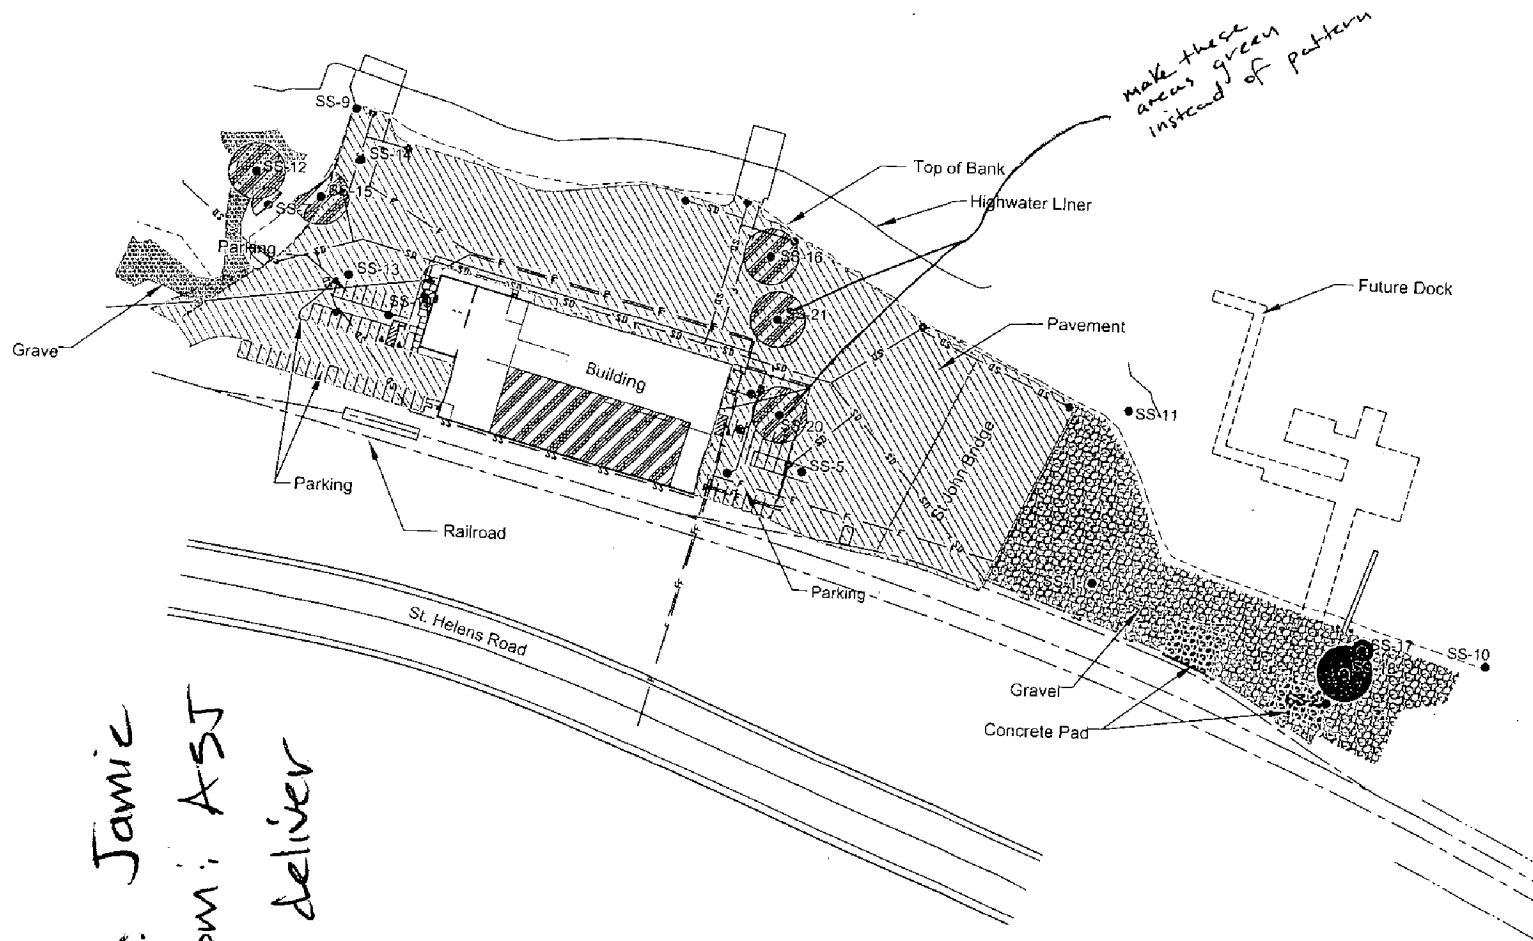 make these
areas green
instead of pattern
SS-9
SS-14
SS-12
SS-15
Top of Bank
Highwater Liner
Parking
SS-13
SS-16
Future Dock
SS-21
Pavement
Grave
Building
SS-11
SS-20
SS-5
St. John Bridge
Parking
Railroad
Parking
St. Helens Road
SS-17
SS-10
Gravel
Concrete Pad
Jamie
ASJ
deliver